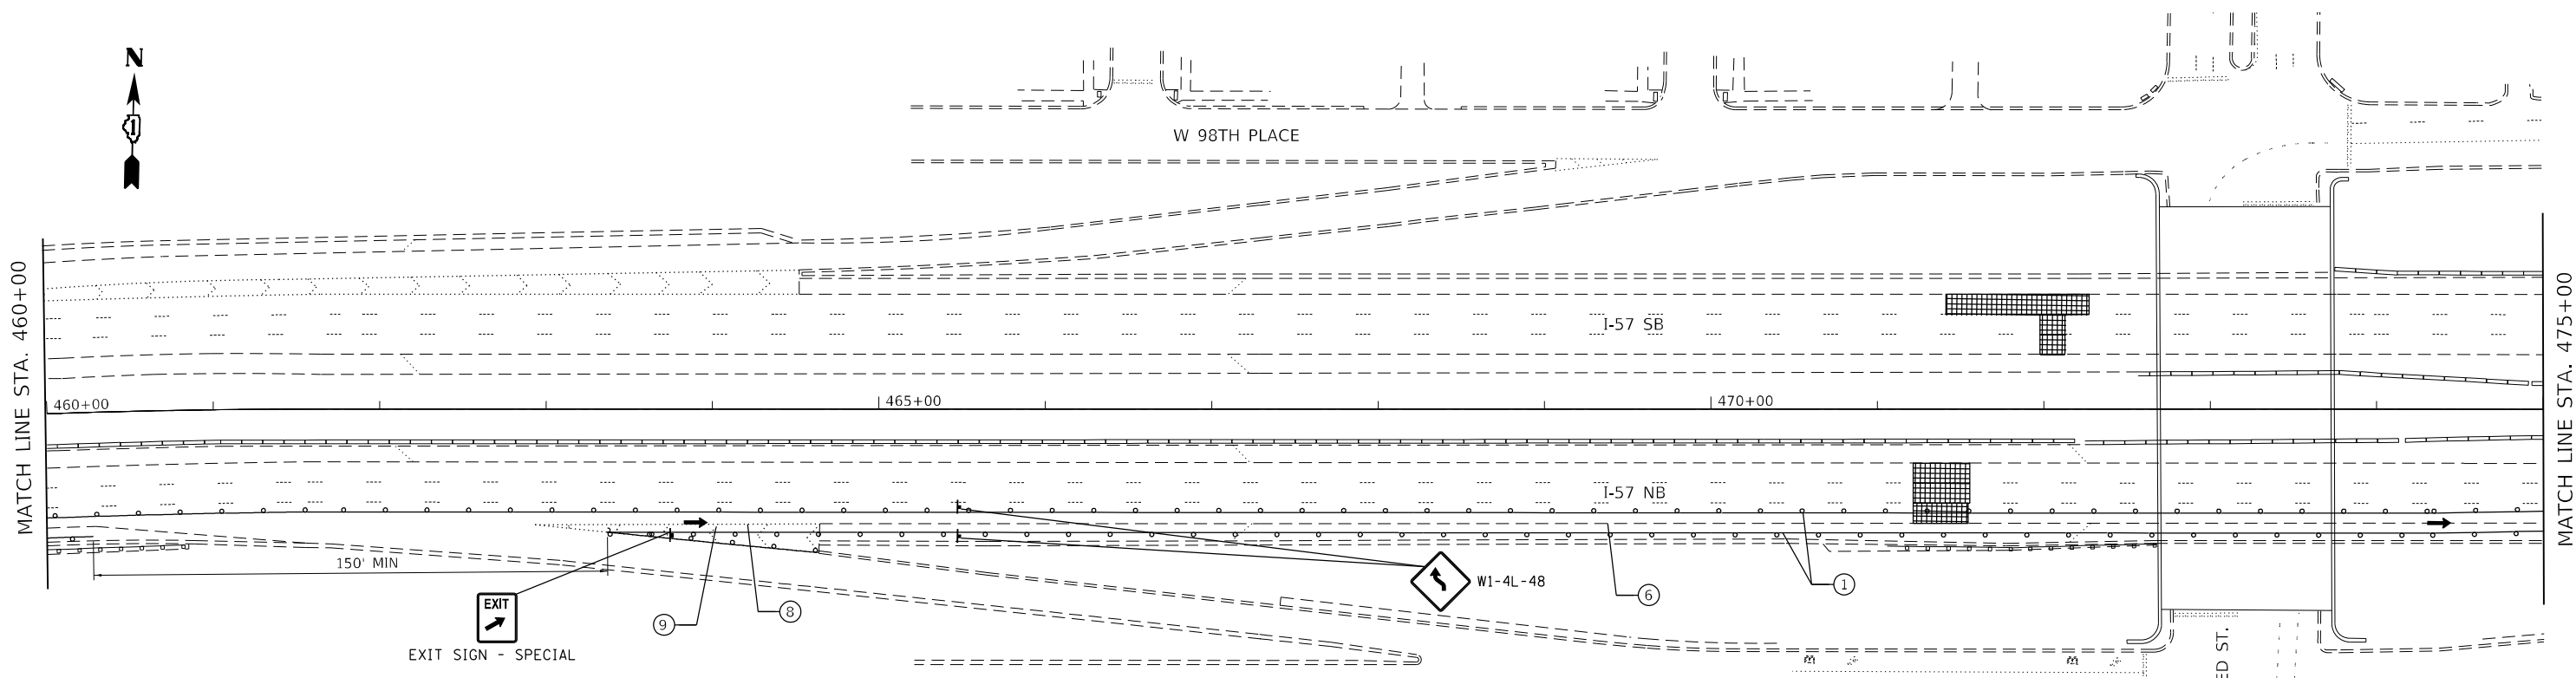 N
W 98TH PLACE
MATCH LINE STA. 460+00
MATCH LINE STA. 475+00
I-57 SB
460+00
465+00
470+00
I-57 NB
150' MIN
EXIT
EXIT SIGN - SPECIAL
9
8
W1-4L-48
6
1
ED ST.